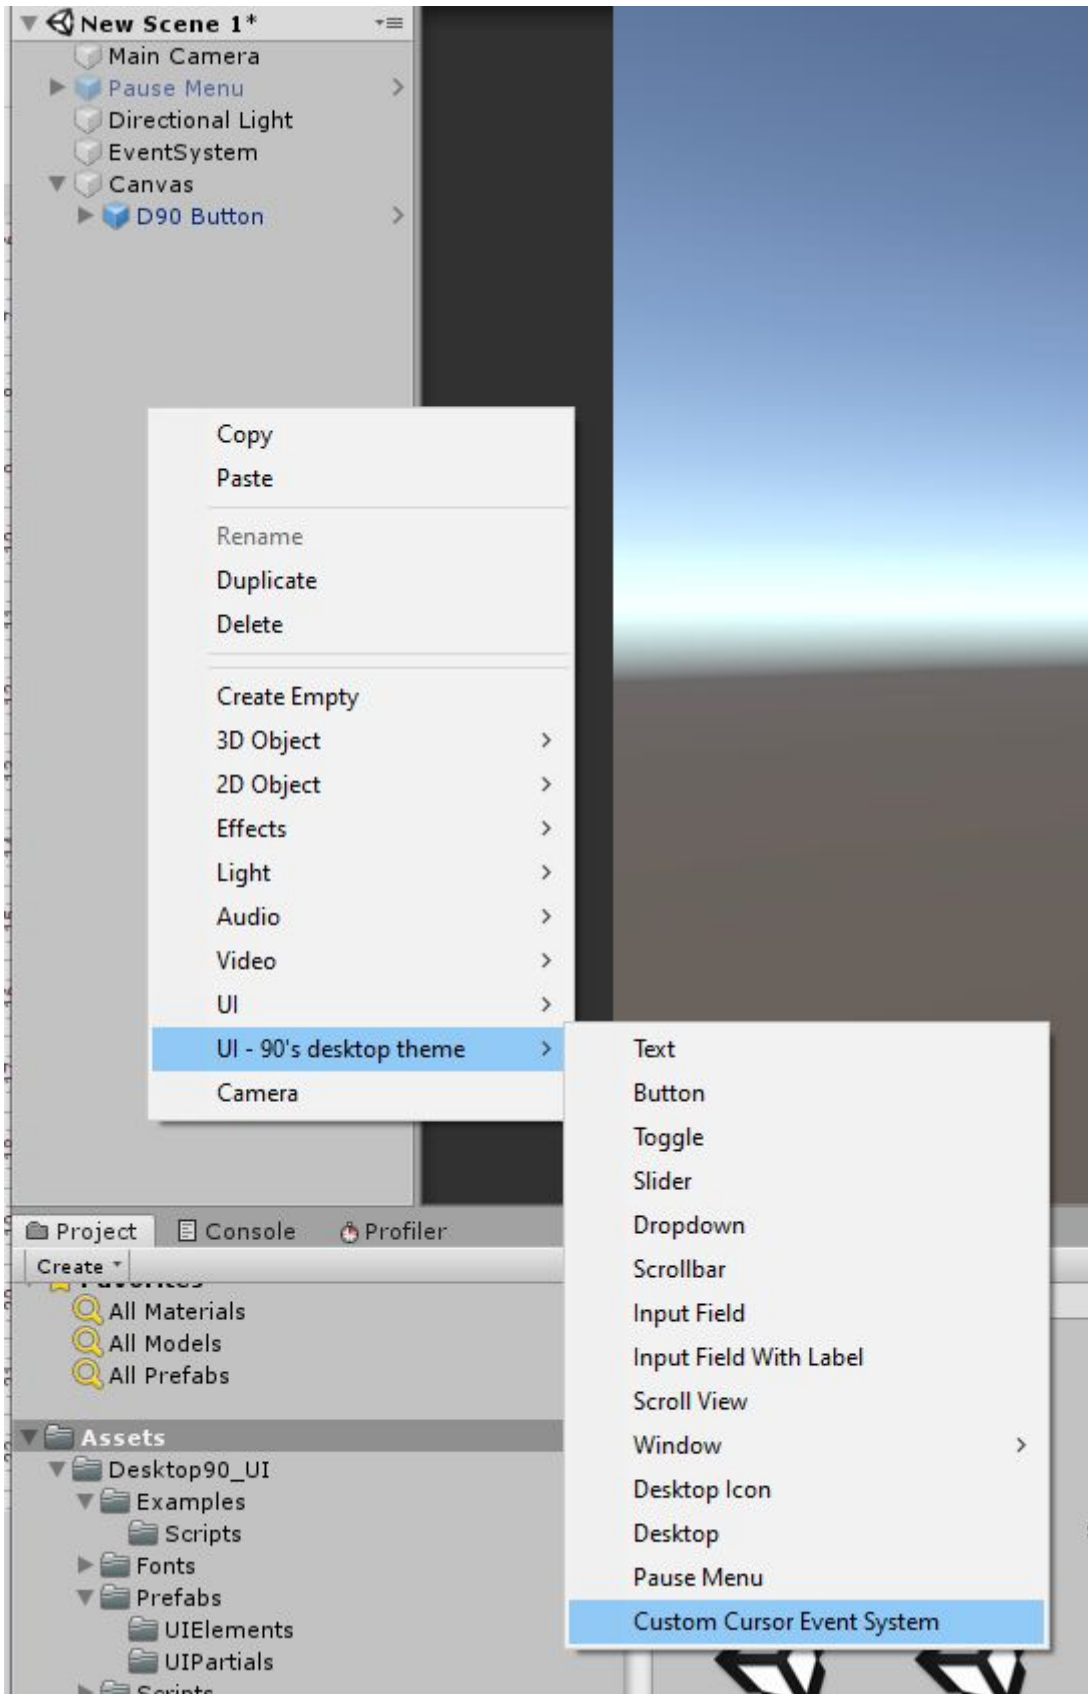 New Scene 1*
Main Camera
Pause Menu
Directional Light
EventSystem
Canvas
D90 Button
Copy
Paste
Rename
Duplicate
Delete
Create Empty
3D Object
2D Object
Effects
Light
Audio
Video
UI
UI - 90's desktop theme
Camera
Text
Button
Toggle
Slider
Dropdown
Scrollbar
Input Field
Input Field With Label
Scroll View
Window
Desktop Icon
Desktop
Pause Menu
Custom Cursor Event System
Project Console Profiler
Create
Favorites
All Materials
All Models
All Prefabs
Assets
Desktop90_UI
Examples
Scripts
Fonts
Prefabs
UIElements
UIPartials
Scripts